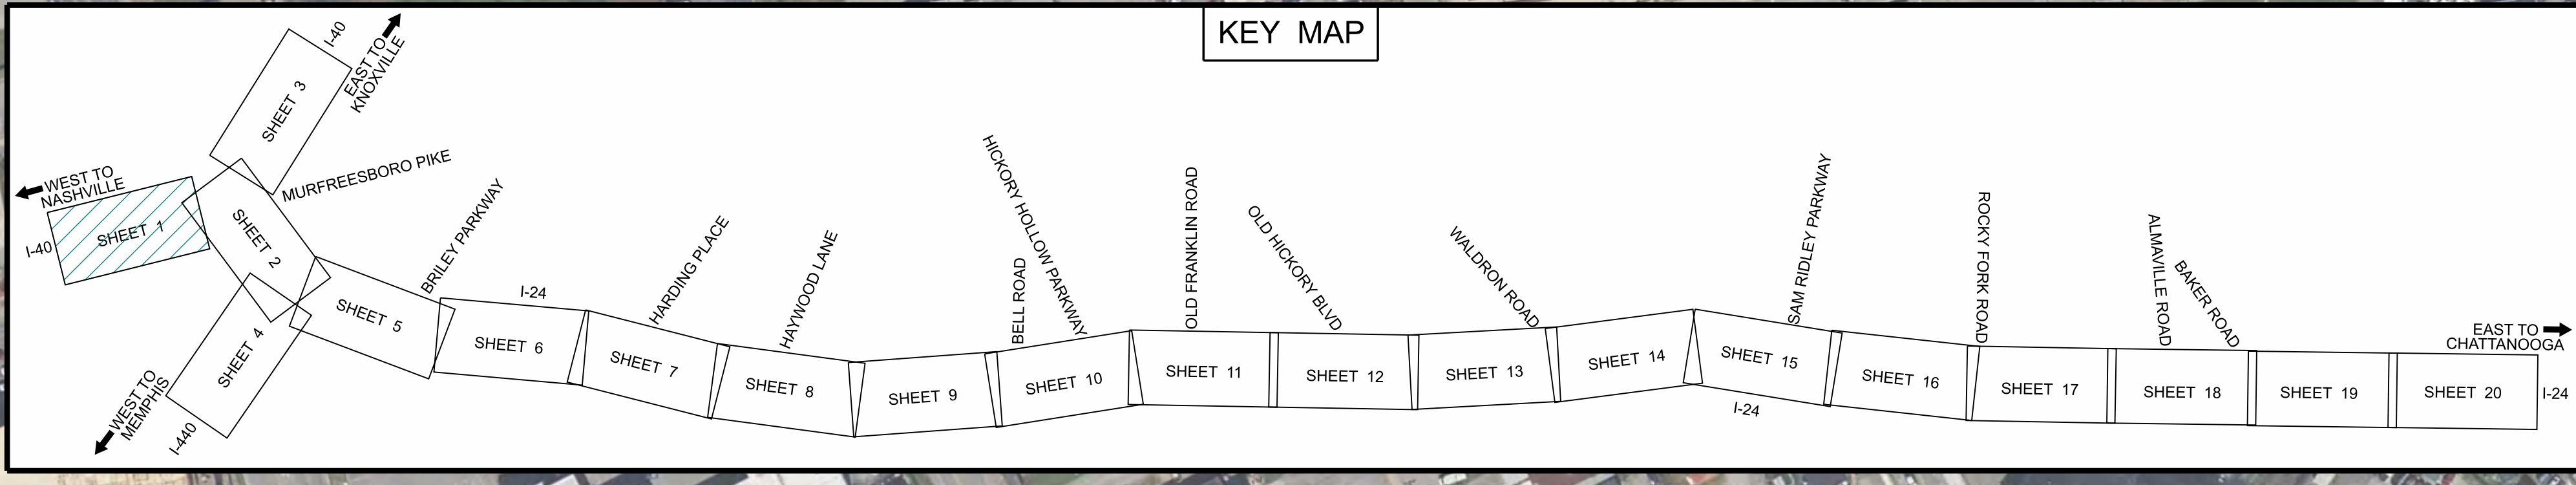 KEY MAP
I-40
EAST TO
KNOXVILLE
SHEET 3
WEST TO
NASHVILLE
I-40
SHEET 1
MURFREESBORO PIKE
SHEET 2
SHEET 4
WEST TO
MEMPHIS
I-440
SHEET 5
BRILEY PARKWAY
I-24
SHEET 6
HARDING PLACE
SHEET 7
HAYWOOD LANE
SHEET 8
SHEET 9
BELL ROAD
HICKORY HOLLOW PARKWAY
SHEET 10
OLD FRANKLIN ROAD
SHEET 11
OLD HICKORY BLVD
SHEET 12
WALDRON ROAD
SHEET 13
SHEET 14
SHEET 15
I-24
SAM RIDLEY PARKWAY
SHEET 16
ROCKY FORK ROAD
SHEET 17
ALMAVILLE ROAD
SHEET 18
BAKER ROAD
SHEET 19
SHEET 20
EAST TO
CHATTANOOGA
I-24